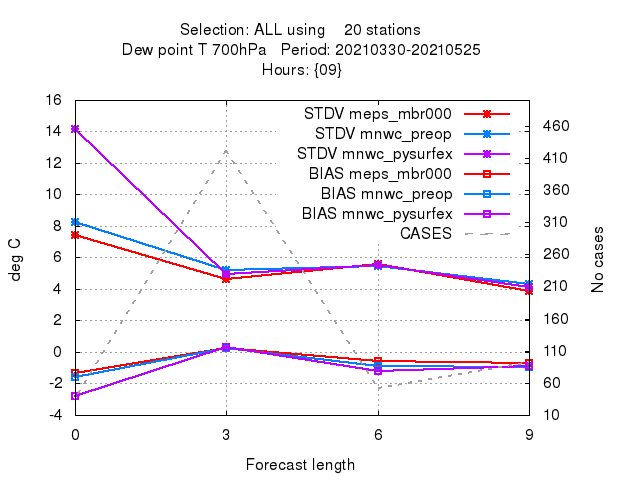 Selection: ALL using 20 stations
Dew point T 700hPa Period: 20210330-20210525
Hours: {09}
STDV meps_mbr000
STDV mnwc_preop
STDV mnwc_pysurfex
BIAS meps_mbr000
BIAS mnwc_preop
BIAS mnwc_pysurfex
CASES
deg C
16
14
12
10
8
6
4
2
0
-2
-4
No cases
460
410
360
310
260
210
160
110
60
10
0 3 6 9
Forecast length